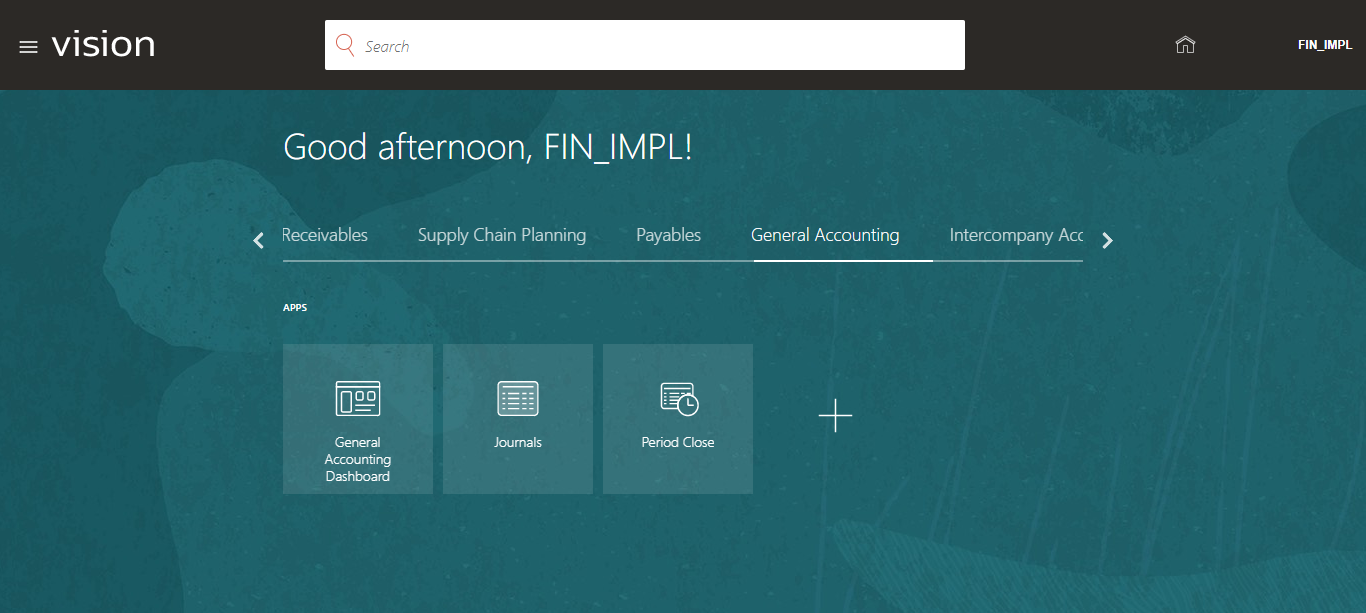 vision
Search
FIN_IMPL
Good afternoon, FIN_IMPL!
Receivables Supply Chain Planning Payables General Accounting Intercompany Acc
APPS
General
Accounting
Dashboard
Journals
Period Close